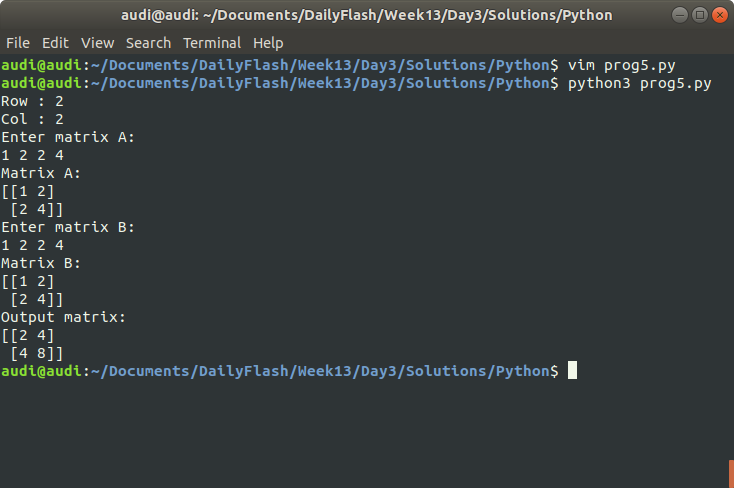 audi@audi: ~/Documents/DailyFlash/Week13/Day3/Solutions/Python
File Edit View Search Terminal Help
audi@audi:~/Documents/DailyFlash/Week13/Day3/Solutions/Python$ vim prog5.py
audi@audi:~/Documents/DailyFlash/Week13/Day3/Solutions/Python$ python3 prog5.py
Row : 2
Col : 2
Enter matrix A:
1 2 2 4
Matrix A:
[[1 2]
 [2 4]]
Enter matrix B:
1 2 2 4
Matrix B:
[[1 2]
 [2 4]]
Output matrix:
[[2 4]
 [4 8]]
audi@audi:~/Documents/DailyFlash/Week13/Day3/Solutions/Python$